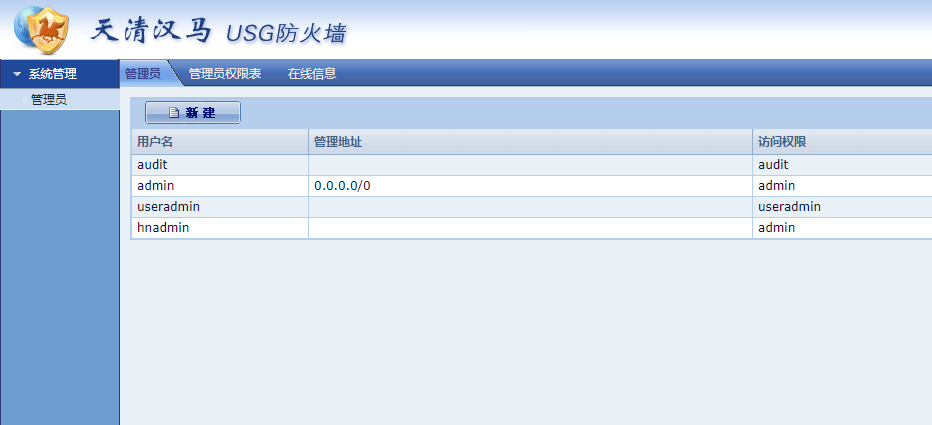 天清汉马 USG防火墙
系统管理 管理员 管理员权限表 在线信息
管理员
新建
用户名 管理地址 访问权限
audit audit
admin 0.0.0.0/0 admin
useradmin useradmin
hnadmin admin